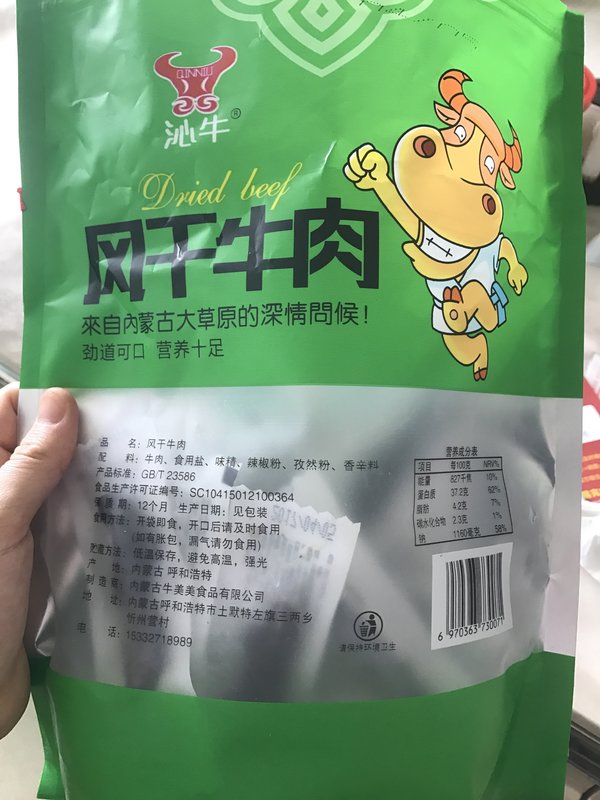 QINNIU
沁牛®
Dried beef
风干牛肉
來自内蒙古大草原的深情問候！
劲道可口 营养十足
品 名：风干牛肉
配 料：牛肉、食用盐、味精、辣椒粉、孜然粉、香辛料
产品标准：GB/T 23586
食品生产许可证编号：SC10415012100364
保 质 期：12个月 生产日期：见包装
食用方法：开袋即食，开口后请及时食用
（如有胀包，漏气请勿食用）
贮藏方法：低温保存，避免高温，强光
产 地：内蒙古 呼和浩特
制 造 商：内蒙古牛美美食品有限公司
地 址：内蒙古呼和浩特市土默特左旗三两乡
忻州营村
电 话：15332718989
营养成分表
项目 每100克 NRV%
能量 827千焦 10%
蛋白质 37.2克 62%
脂肪 4.2克 7%
碳水化合物 2.3克 1%
钠 1160毫克 58%
6 970363 730071
请保持环境卫生